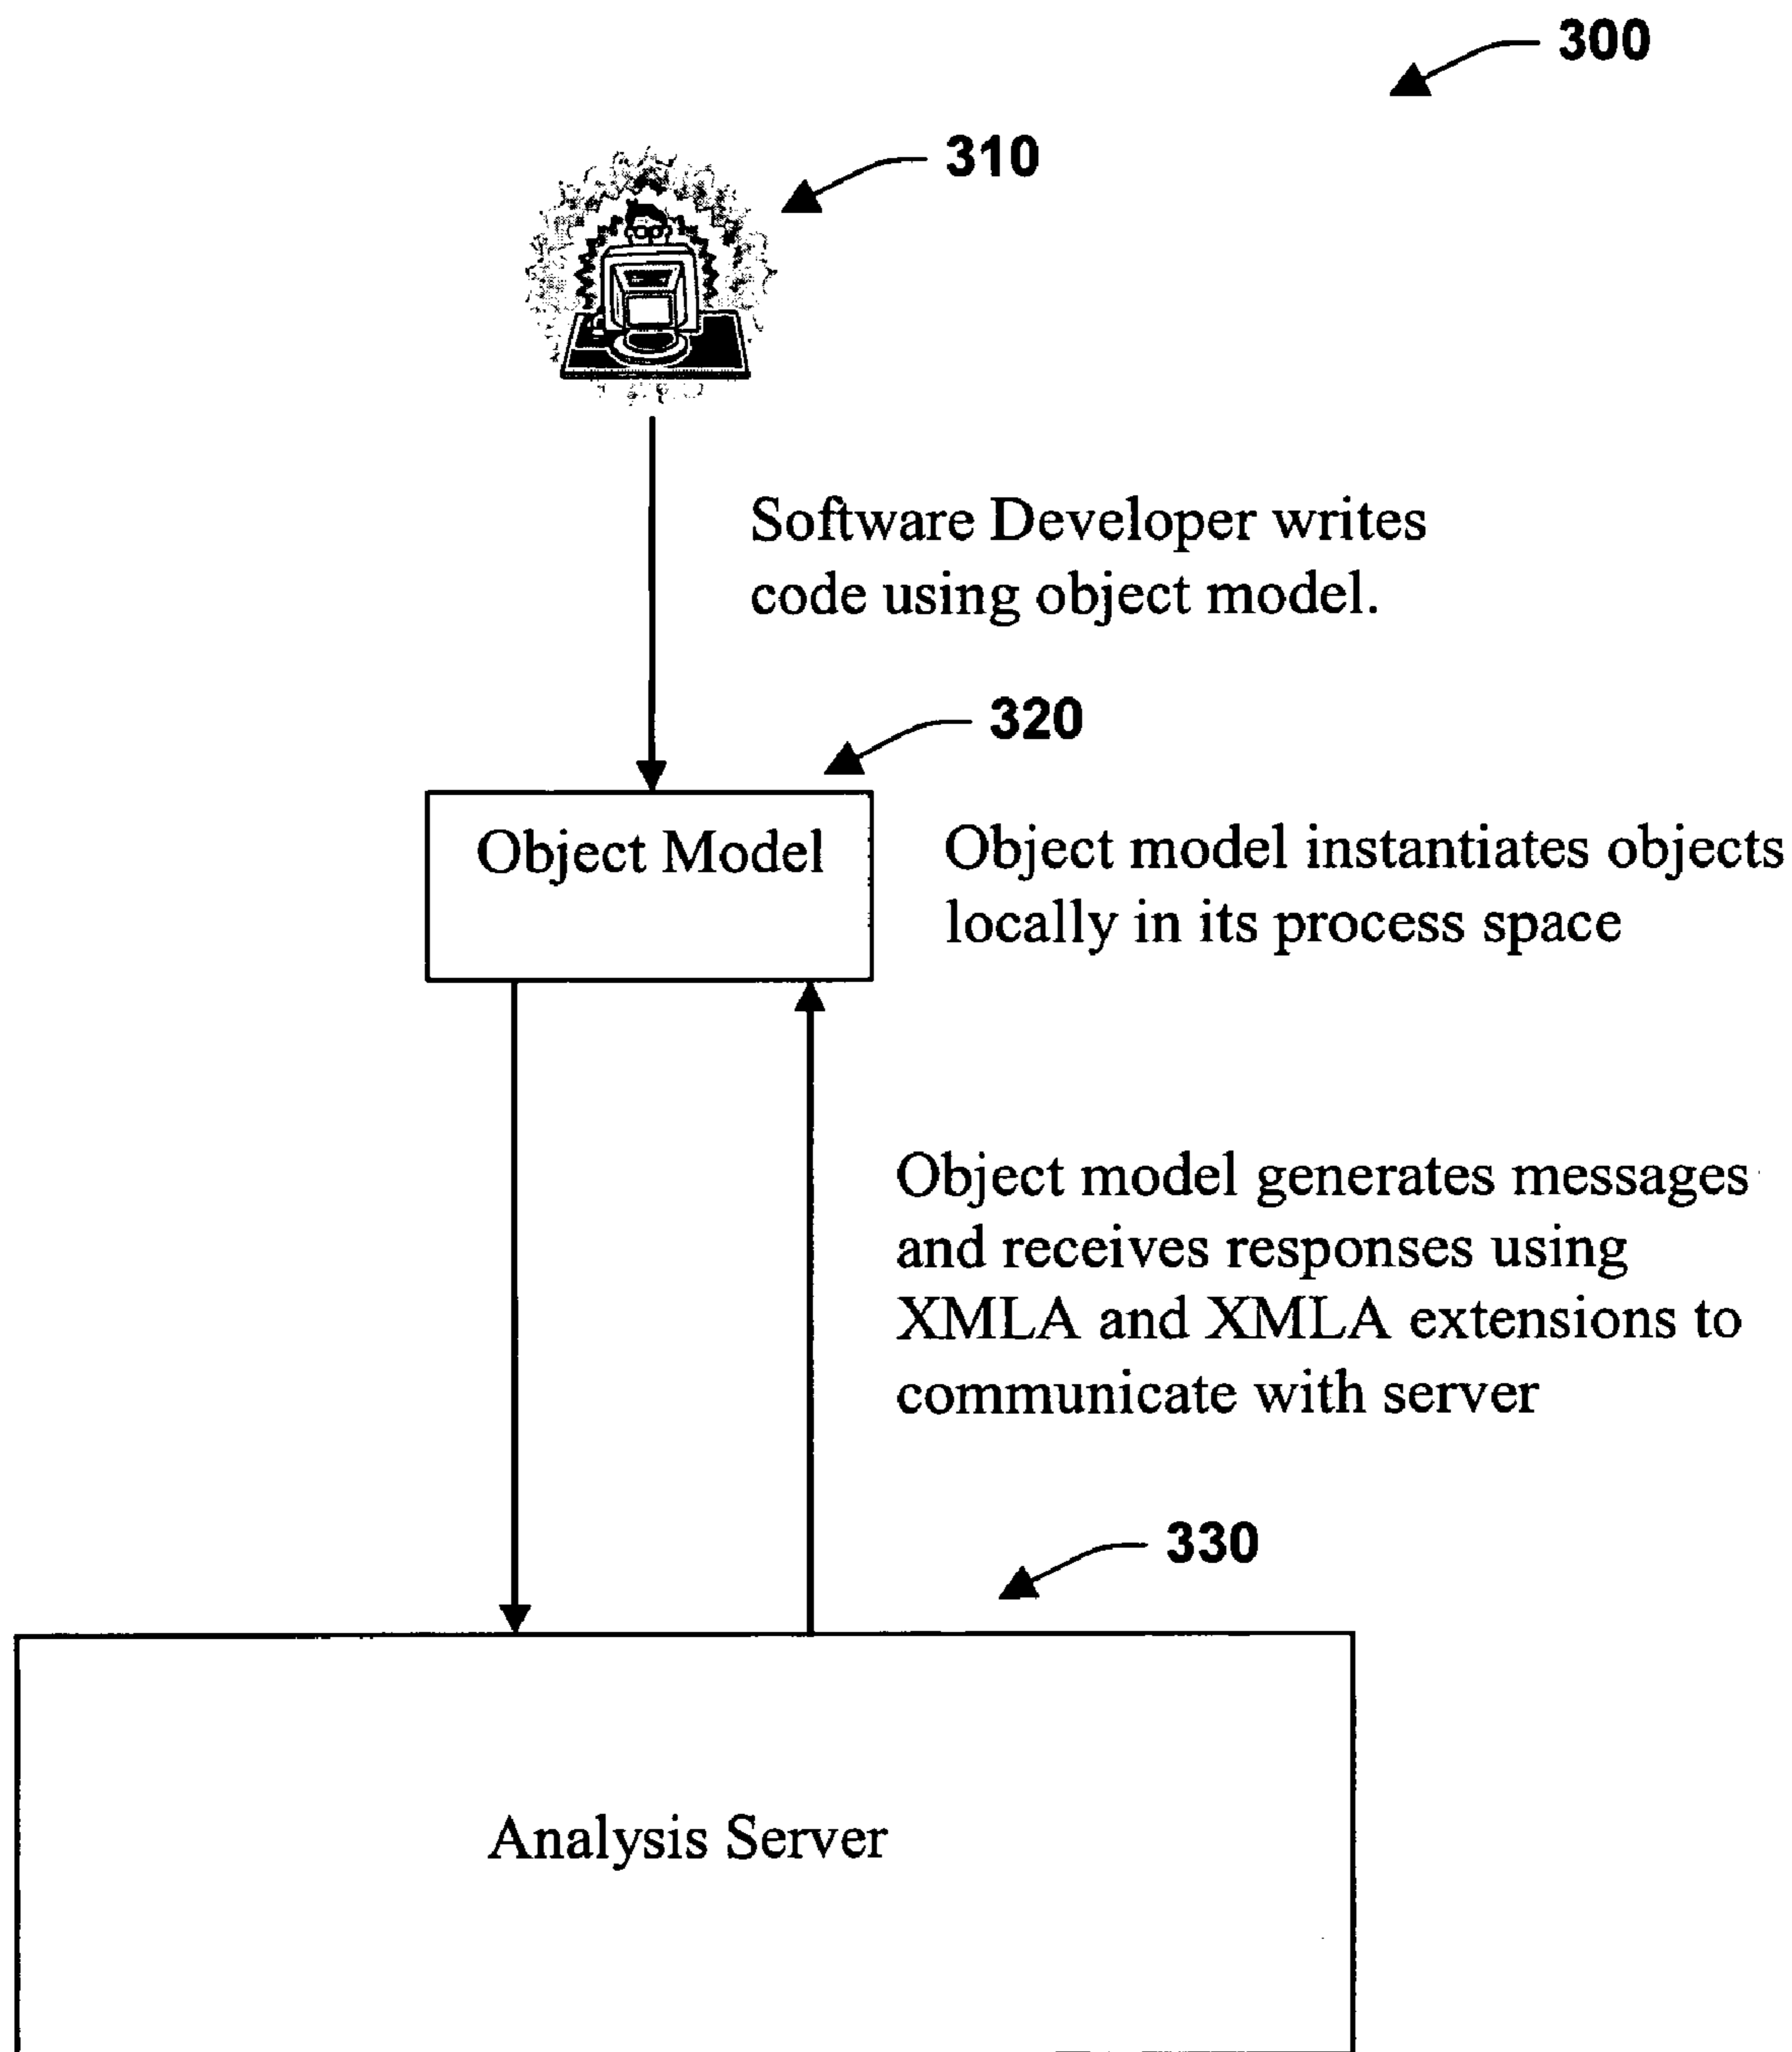 300
310
Software Developer writes
code using object model.
320
Object Model
Object model instantiates objects
locally in its process space
Object model generates messages
and receives responses using
XMLA and XMLA extensions to
communicate with server
330
Analysis Server